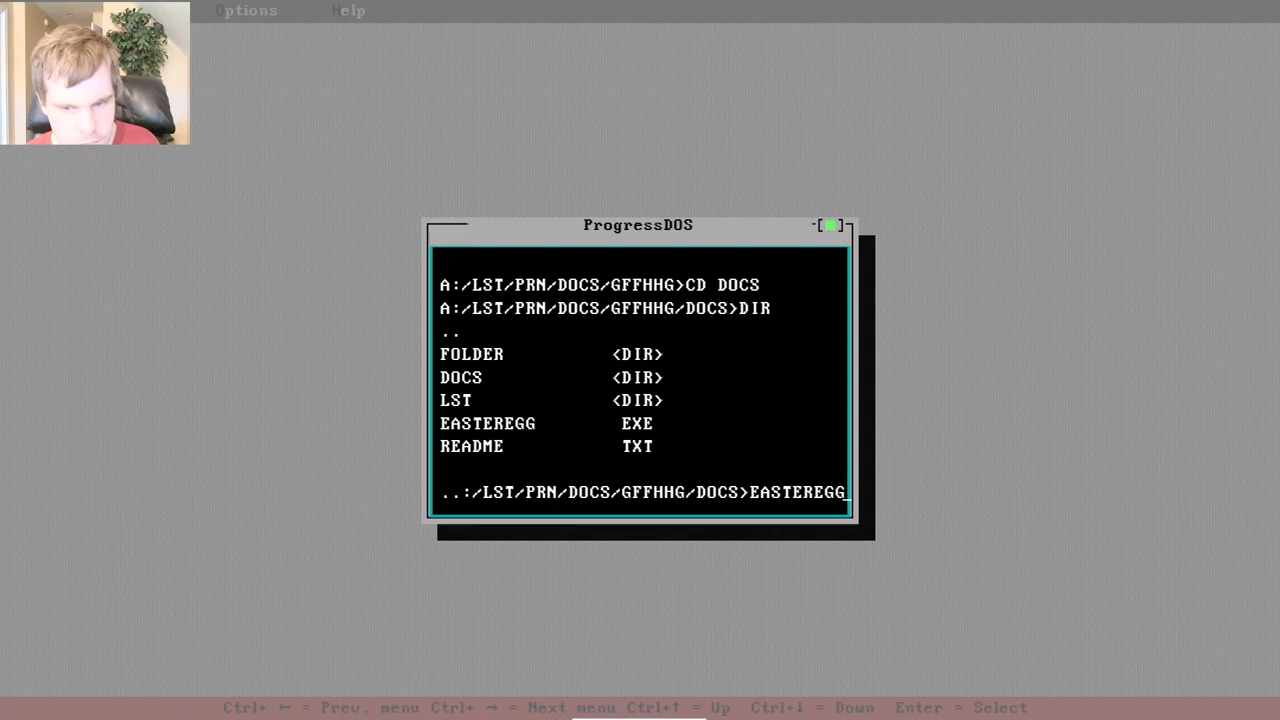 Options Help
ProgressDOS
A:/LST/PRN/DOCS/GFFHHG>CD DOCS
A:/LST/PRN/DOCS/GFFHHG/DOCS>DIR
..
FOLDER <DIR>
DOCS <DIR>
LST <DIR>
EASTEREGG EXE
README TXT
..:/LST/PRN/DOCS/GFFHHG/DOCS>EASTEREGG_
Ctrl+ ← = Prev. menu Ctrl+ → = Next menu Ctrl+↑ = Up Ctrl+↓ = Down Enter = Select